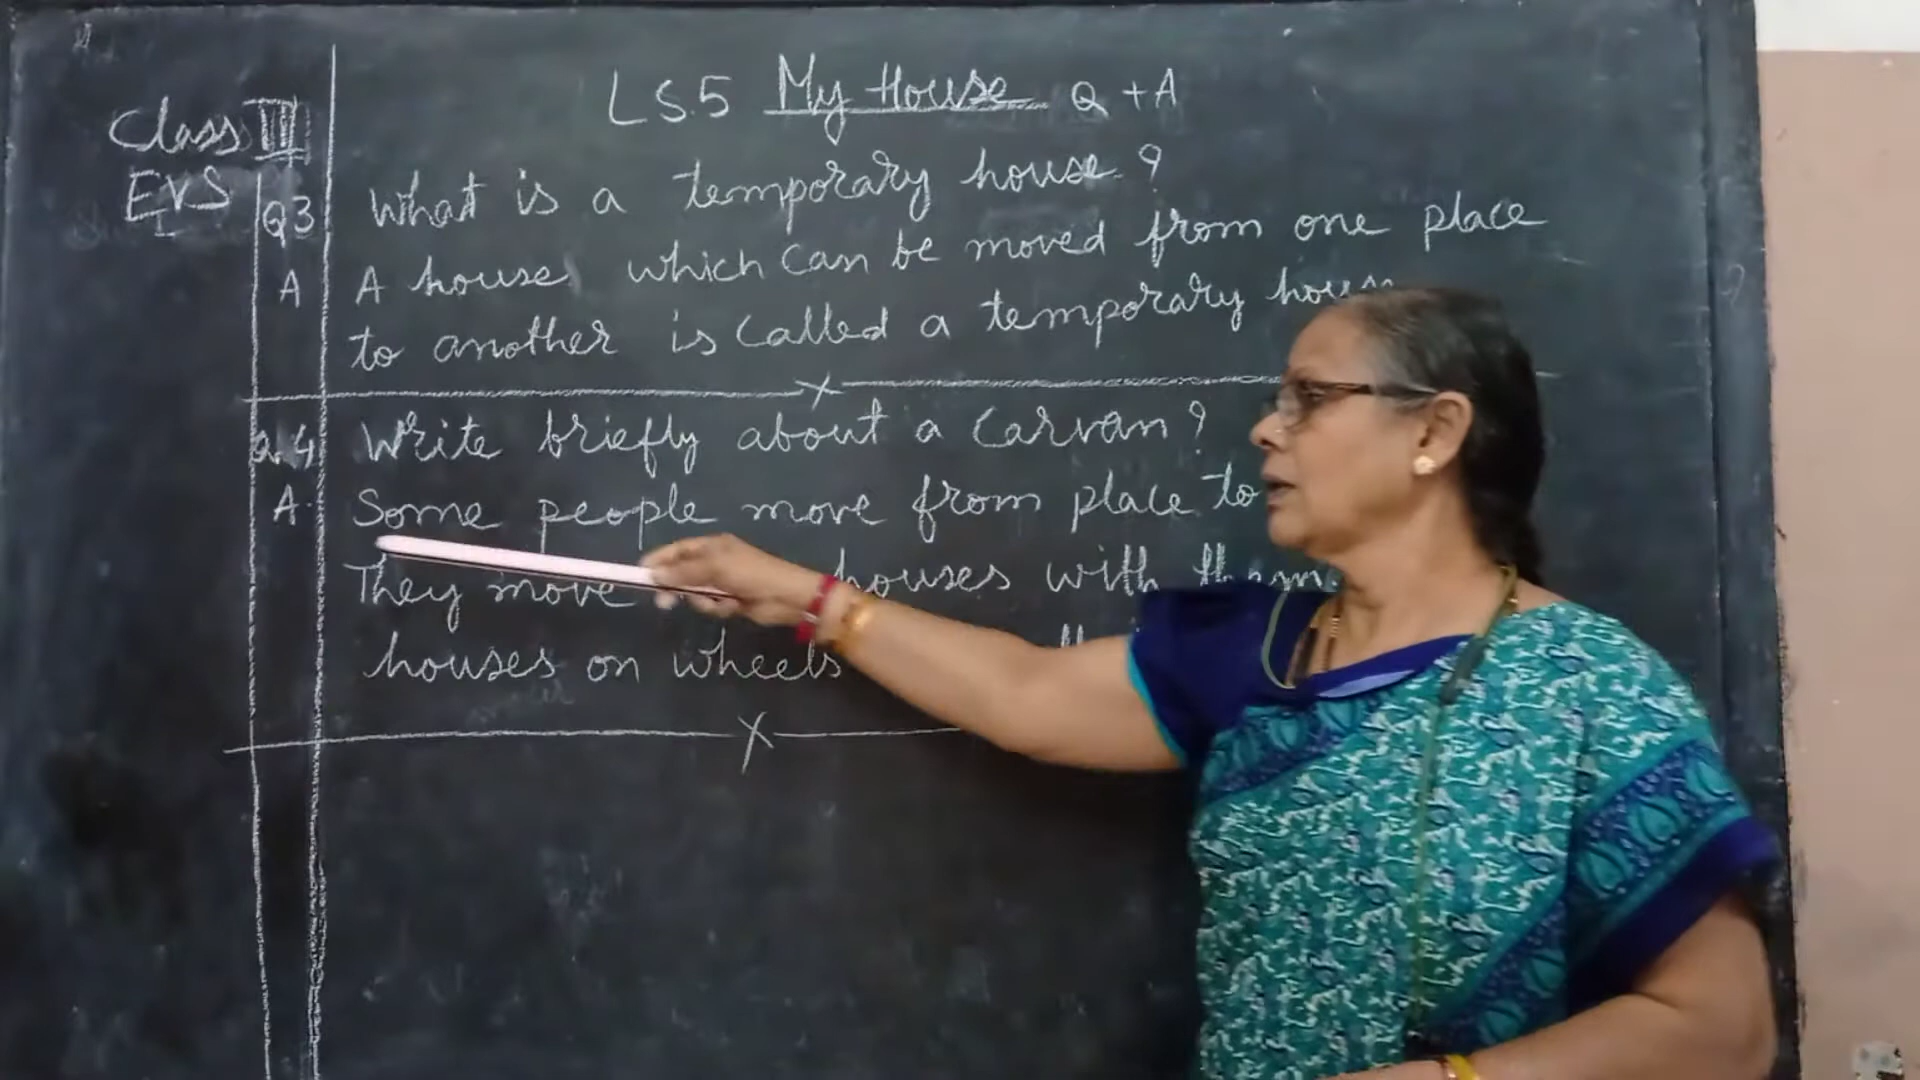 LS.5 My House Q + A
Class III
EVS
Q3 What is a temporary house ?
A A house which can be moved from one place
to another is called a temporary house
Q.4 Write briefly about a Carvan ?
A. Some people move from place to
They move houses with them.
houses on wheels